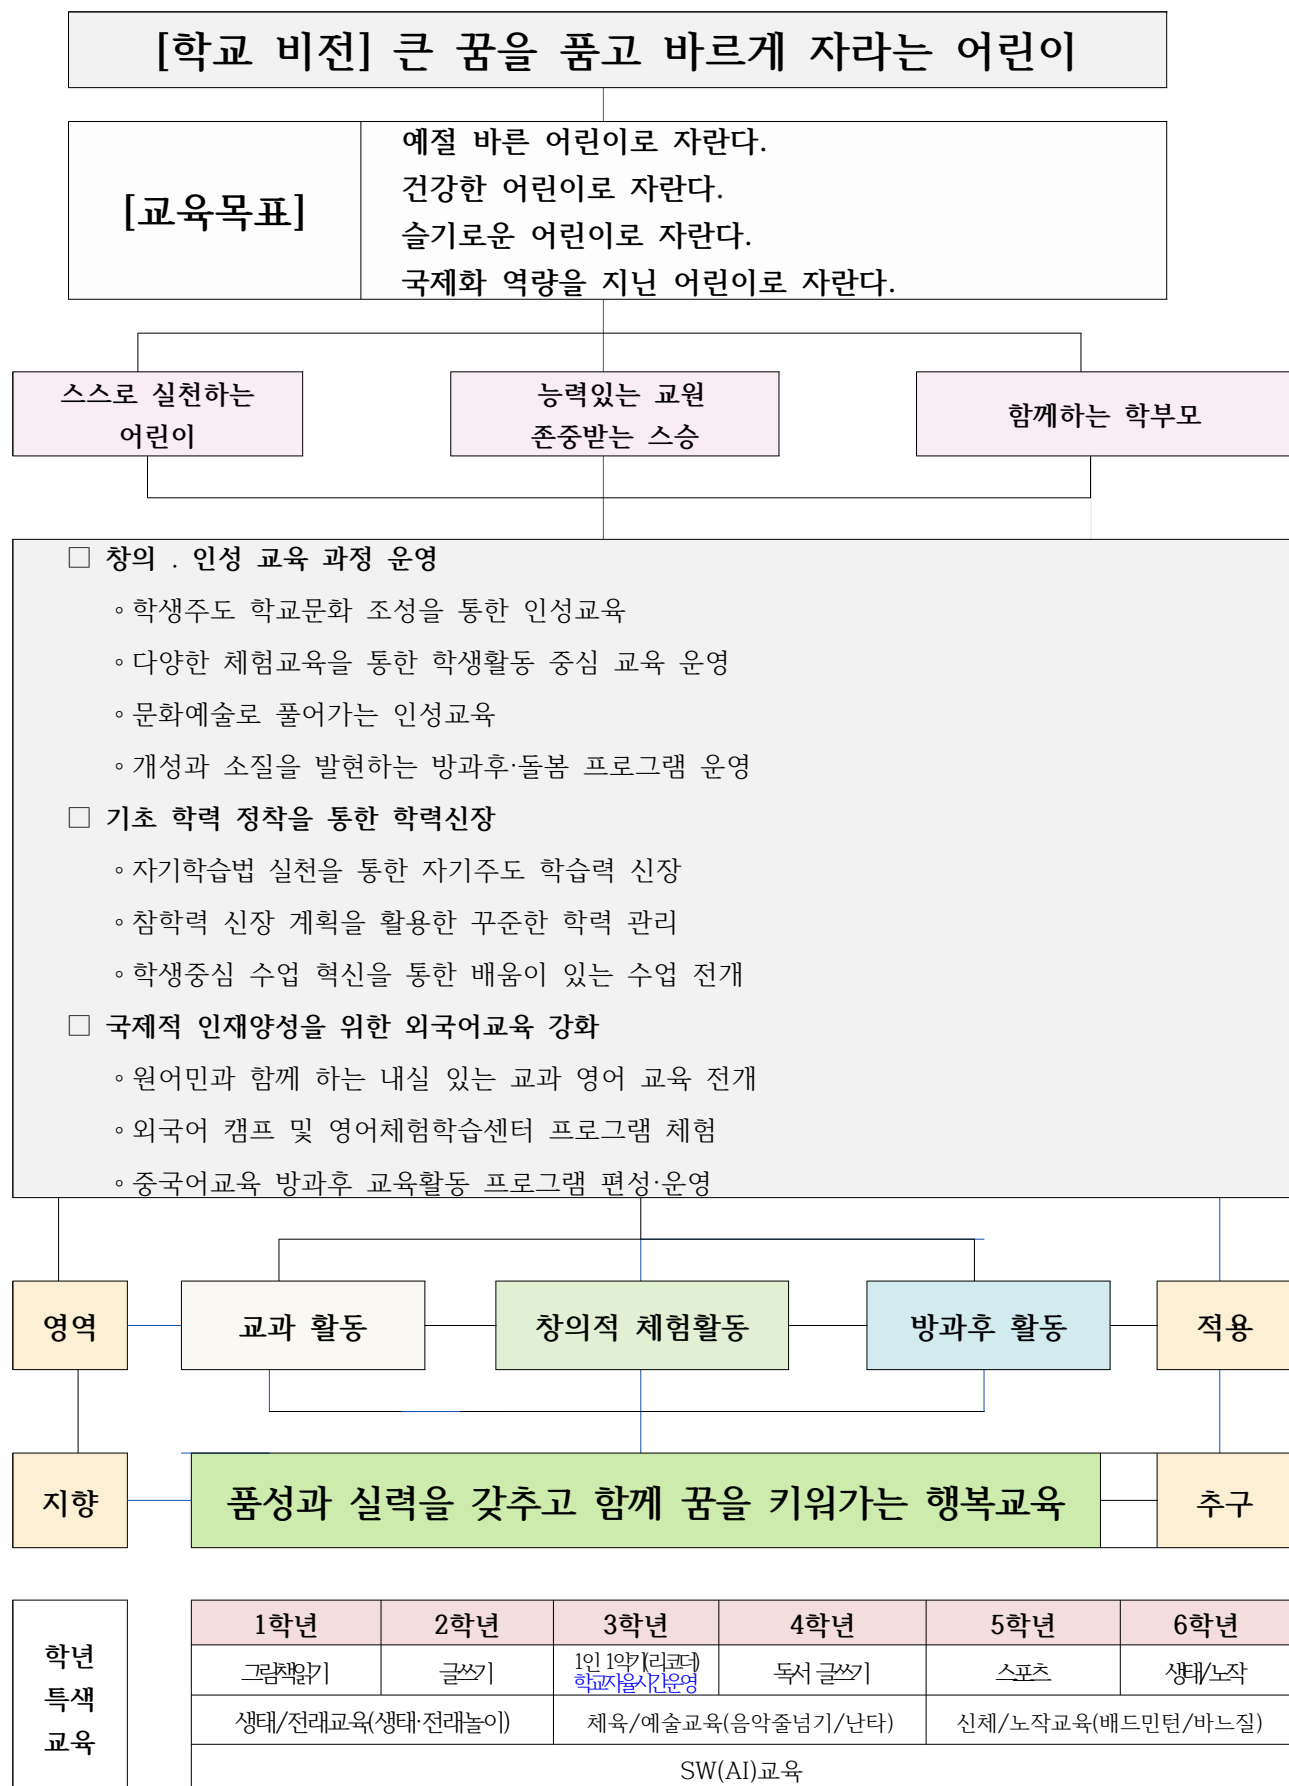 [학교 비전] 큰 꿈을 품고 바르게 자라는 어린이
[교육목표]
예절 바른 어린이로 자란다.
건강한 어린이로 자란다.
슬기로운 어린이로 자란다.
국제화 역량을 지닌 어린이로 자란다.
스스로 실천하는
어린이
능력있는 교원
존중받는 스승
함께하는 학부모
□ 창의 . 인성 교육 과정 운영
◦학생주도 학교문화 조성을 통한 인성교육
◦다양한 체험교육을 통한 학생활동 중심 교육 운영
◦문화예술로 풀어가는 인성교육
◦개성과 소질을 발현하는 방과후·돌봄 프로그램 운영
□ 기초 학력 정착을 통한 학력신장
◦자기학습법 실천을 통한 자기주도 학습력 신장
◦참학력 신장 계획을 활용한 꾸준한 학력 관리
◦학생중심 수업 혁신을 통한 배움이 있는 수업 전개
□ 국제적 인재양성을 위한 외국어교육 강화
◦원어민과 함께 하는 내실 있는 교과 영어 교육 전개
◦외국어 캠프 및 영어체험학습센터 프로그램 체험
◦중국어교육 방과후 교육활동 프로그램 편성·운영
영역
교과 활동
창의적 체험활동
방과후 활동
적용
지향
품성과 실력을 갖추고 함께 꿈을 키워가는 행복교육
추구
학년
특색
교육
1학년 2학년 3학년 4학년 5학년 6학년
그림책읽기
글쓰기
1인 1악기(리코더)
학교자율시간운영
독서 글쓰기
스포츠
생태/노작
생태/전래교육(생태·전래놀이)
체육/예술교육(음악줄넘기/난타)
신체/노작교육(배드민턴/바느질)
SW(AI)교육